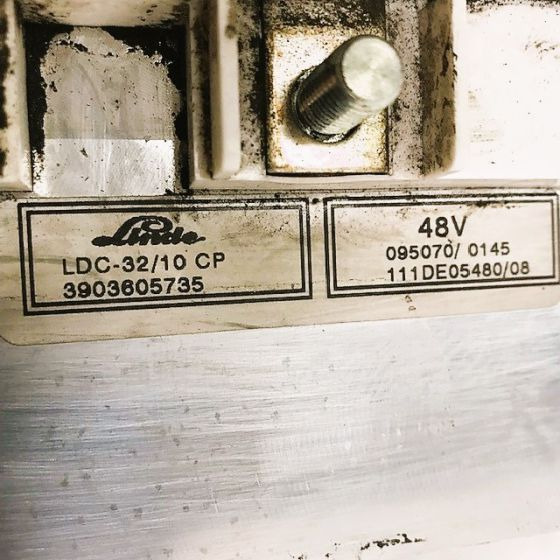 Linde
LDC-32/10 CP
3903605735
48V
095070/ 0145
111DE05480/08